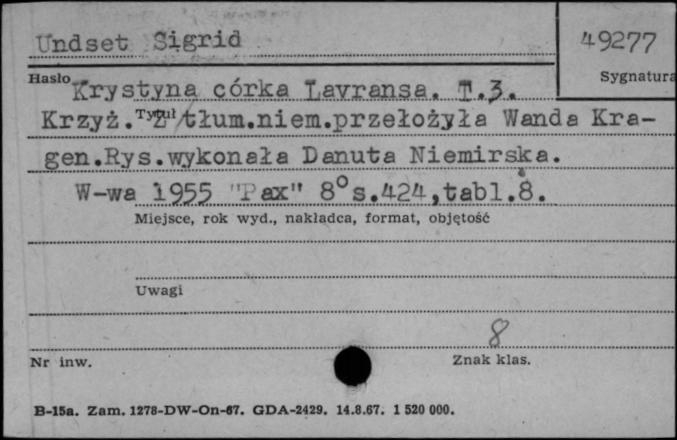 Undset Sigrid
49277
Hasło
Sygnatura
Krystyna córka Lavransa. T.3.
Tytuł
Krzyż. Z tłum.niem.przełożyła Wanda Kra-
gen.Rys.wykonała Danuta Niemirska.
W-wa 1955 "Pax" 8° s.424,tabl.8.
Miejsce, rok wyd., nakładca, format, objętość
Uwagi
8
Nr inw.
Znak klas.
B-15a. Zam. 1278-DW-On-67. GDA-2429. 14.8.67. 1 520 000.